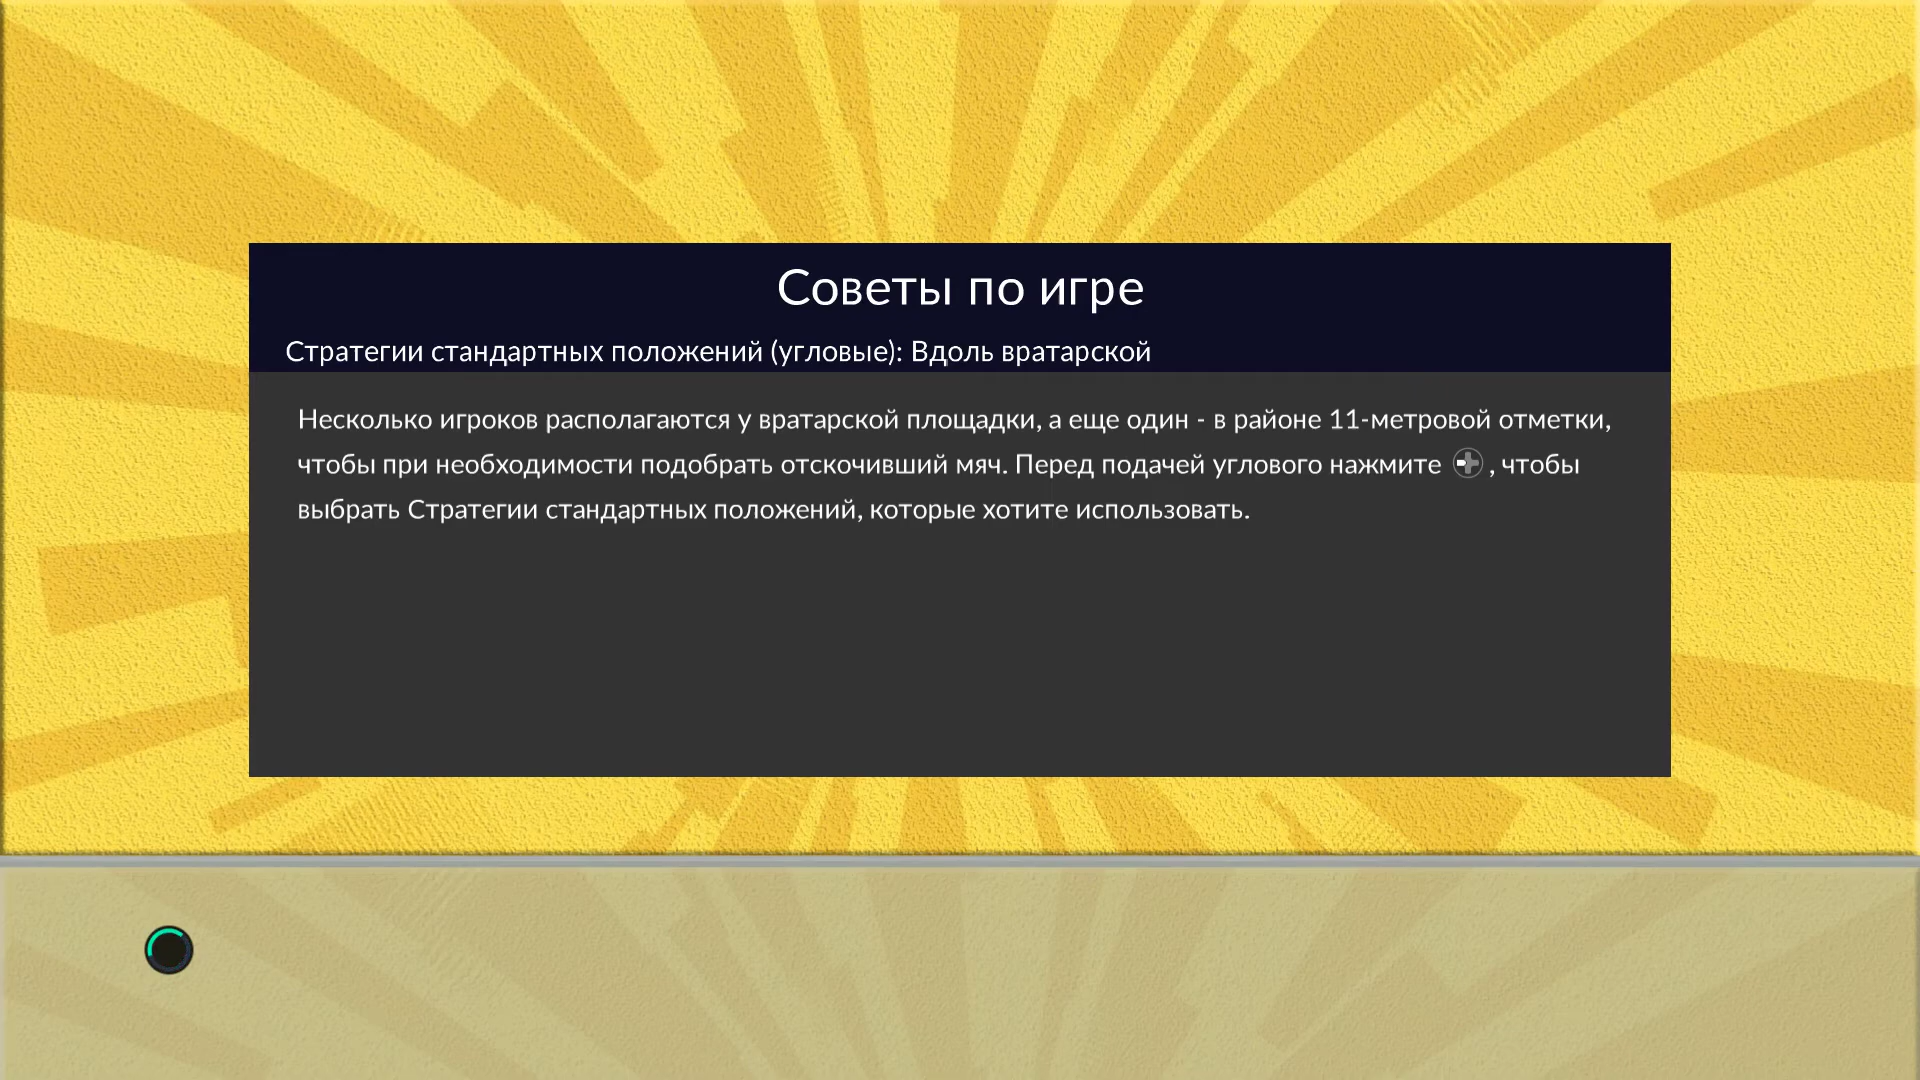 Советы по игре
Стратегии стандартных положений (угловые): Вдоль вратарской
Несколько игроков располагаются у вратарской площадки, а еще один - в районе 11-метровой отметки,
чтобы при необходимости подобрать отскочивший мяч. Перед подачей углового нажмите , чтобы
выбрать Стратегии стандартных положений, которые хотите использовать.